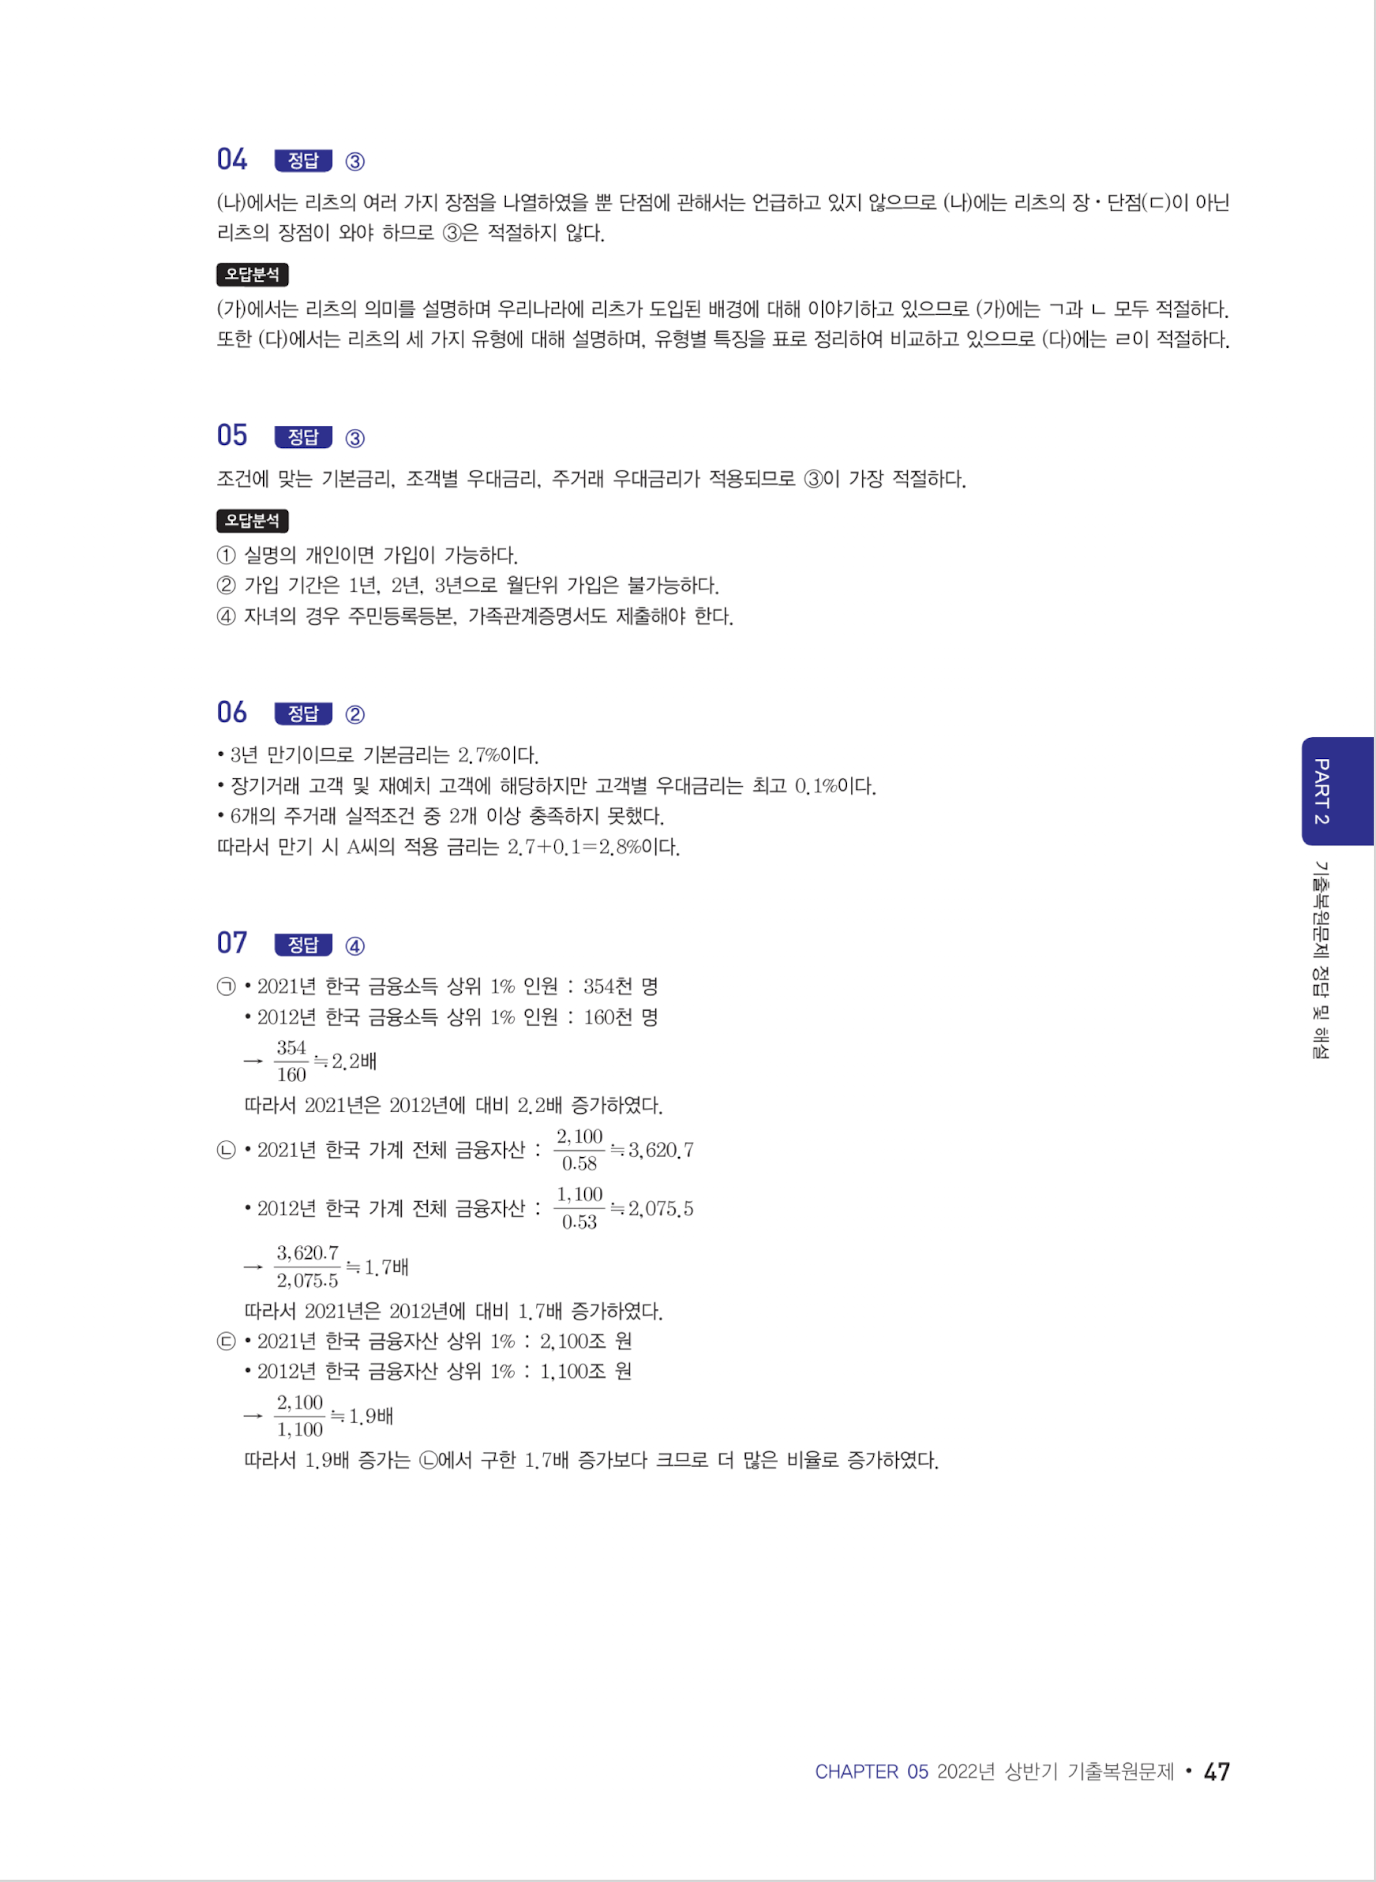 04 정답 ③
(나)에서는 리츠의 여러 가지 장점을 나열하였을 뿐 단점에 관해서는 언급하고 있지 않으므로 (나)에는 리츠의 장·단점(ㄷ)이 아닌
리츠의 장점이 와야 하므로 ③은 적절하지 않다.
오답분석
(가)에서는 리츠의 의미를 설명하며 우리나라에 리츠가 도입된 배경에 대해 이야기하고 있으므로 (가)에는 ㄱ과 ㄴ 모두 적절하다.
또한 (다)에서는 리츠의 세 가지 유형에 대해 설명하며, 유형별 특징을 표로 정리하여 비교하고 있으므로 (다)에는 ㄹ이 적절하다.
05 정답 ③
조건에 맞는 기본금리, 조객별 우대금리, 주거래 우대금리가 적용되므로 ③이 가장 적절하다.
오답분석
① 실명의 개인이면 가입이 가능하다.
② 가입 기간은 1년, 2년, 3년으로 월단위 가입은 불가능하다.
④ 자녀의 경우 주민등록등본, 가족관계증명서도 제출해야 한다.
06 정답 ②
• 3년 만기이므로 기본금리는 2.7%이다.
• 장기거래 고객 및 재예치 고객에 해당하지만 고객별 우대금리는 최고 0.1%이다.
• 6개의 주거래 실적조건 중 2개 이상 충족하지 못했다.
따라서 만기 시 A씨의 적용 금리는 2.7+0.1=2.8%이다.
07 정답 ④
㉠ • 2021년 한국 금융소득 상위 1% 인원 : 354천 명
• 2012년 한국 금융소득 상위 1% 인원 : 160천 명
→ 354/160≒2.2배
따라서 2021년은 2012년에 대비 2.2배 증가하였다.
㉡ • 2021년 한국 가계 전체 금융자산 : 2,100/0.58≒3,620.7
• 2012년 한국 가계 전체 금융자산 : 1,100/0.53≒2,075.5
→ 3,620.7/2,075.5≒1.7배
따라서 2021년은 2012년에 대비 1.7배 증가하였다.
㉢ • 2021년 한국 금융자산 상위 1% : 2,100조 원
• 2012년 한국 금융자산 상위 1% : 1,100조 원
→ 2,100/1,100≒1.9배
따라서 1.9배 증가는 ㉡에서 구한 1.7배 증가보다 크므로 더 많은 비율로 증가하였다.
PART 2
기출복원문제 정답 및 해설
CHAPTER 05 2022년 상반기 기출복원문제 • 47